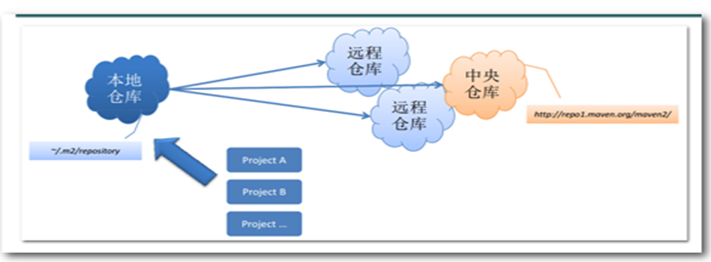 远程
仓库
本地
仓库
中央
仓库
远程
仓库
http://repo1.maven.org/maven2/
~/.m2/repository
Project A
Project B
Project ...